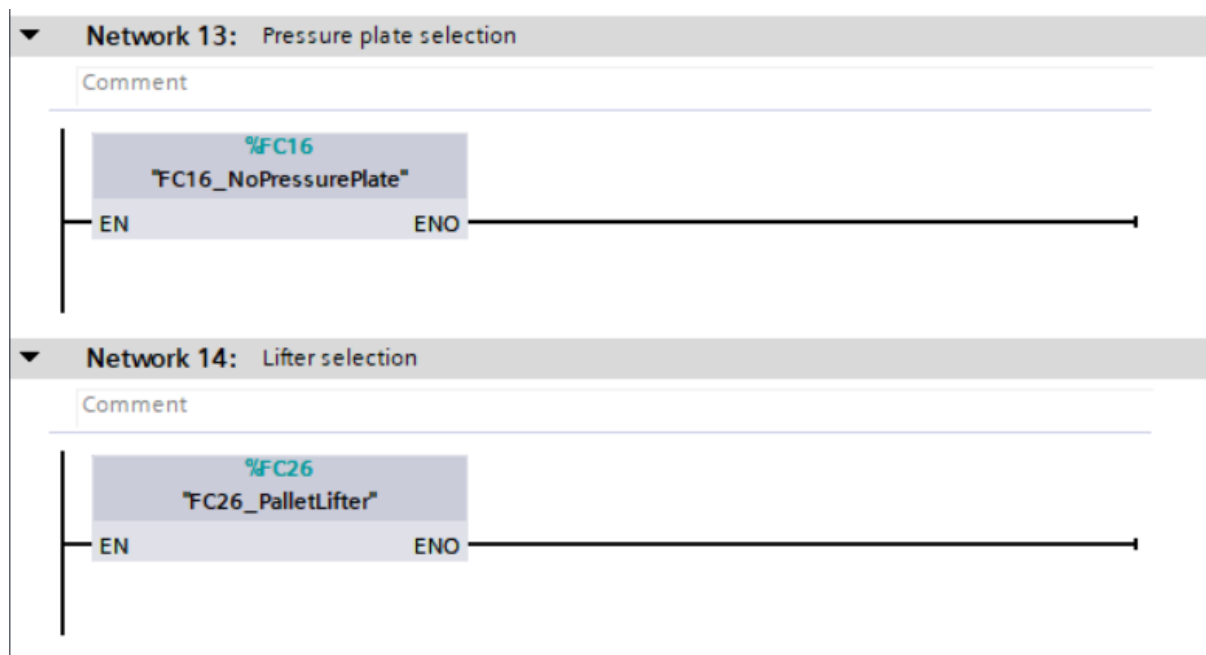 Network 13: Pressure plate selection
Comment
%FC16
"FC16_NoPressurePlate"
EN ENO
Network 14: Lifter selection
Comment
%FC26
"FC26_PalletLifter"
EN ENO